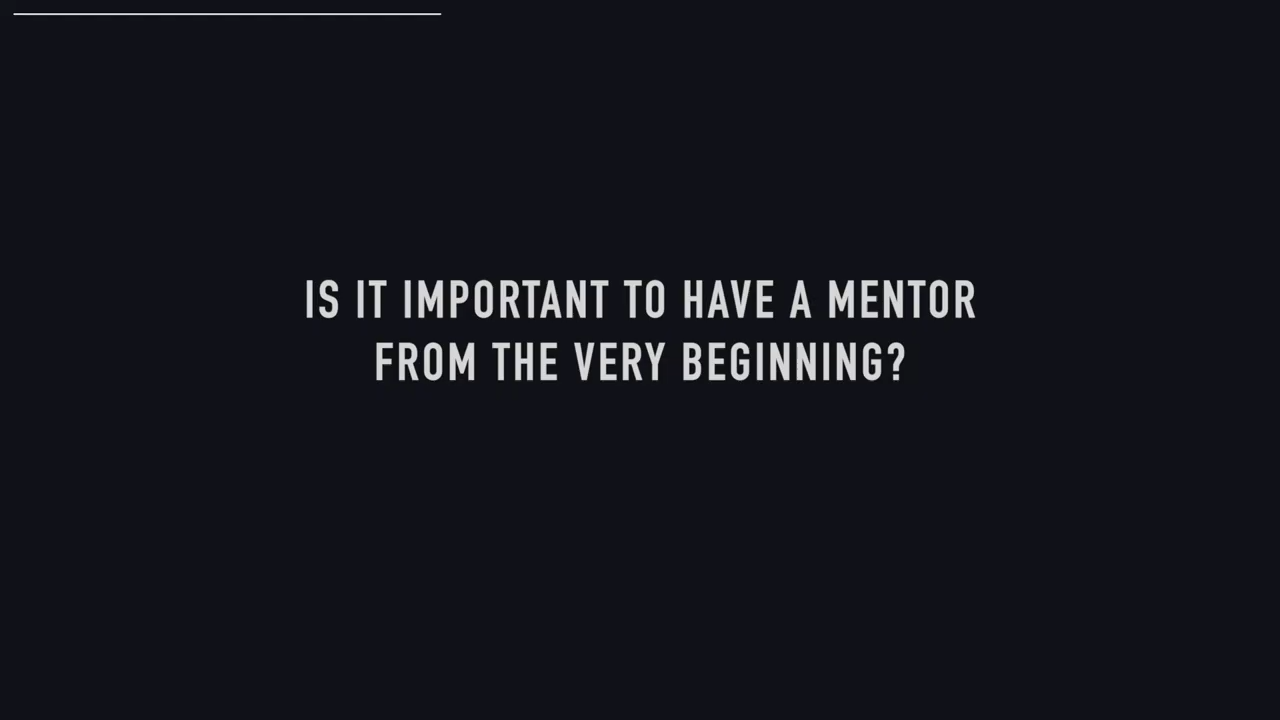 IS IT IMPORTANT TO HAVE A MENTOR
FROM THE VERY BEGINNING?